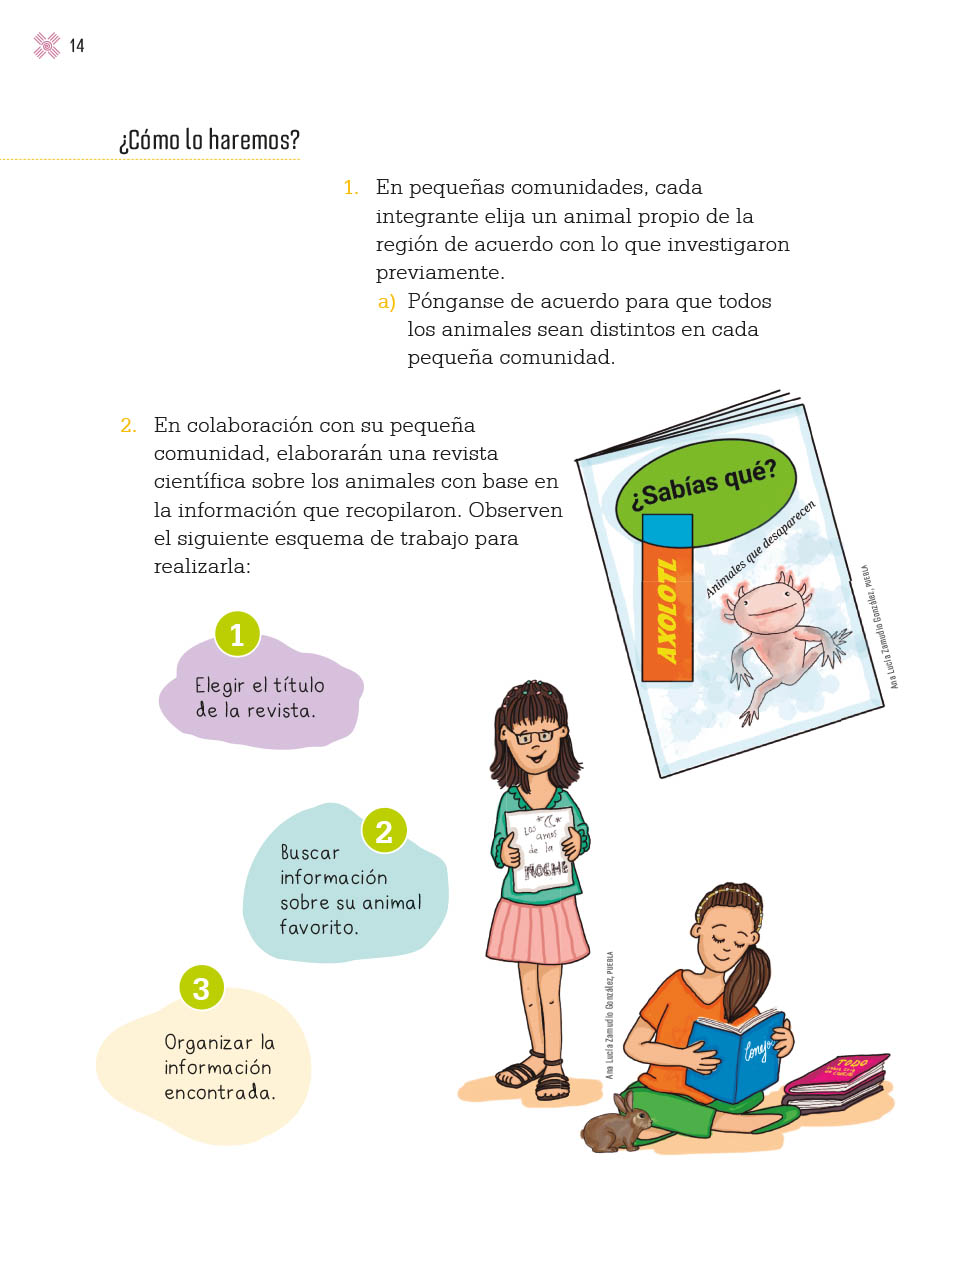 14
¿Cómo lo haremos?
1. En pequeñas comunidades, cada
integrante elija un animal propio de la
región de acuerdo con lo que investigaron
previamente.
a) Pónganse de acuerdo para que todos
los animales sean distintos en cada
pequeña comunidad.
2. En colaboración con su pequeña
comunidad, elaborarán una revista
científica sobre los animales con base en
la información que recopilaron. Observen
el siguiente esquema de trabajo para
realizarla:
¿Sabías qué?
Animales que desaparecen
AXOLOTL
Ana Lucía Zamudio González, PUEBLA
1
Elegir el título
de la revista.
2
Buscar
información
sobre su animal
favorito.
3
Organizar la
información
encontrada.
Los
amos
de la
NOCHE
Ana Lucía Zamudio González, PUEBLA
TODO